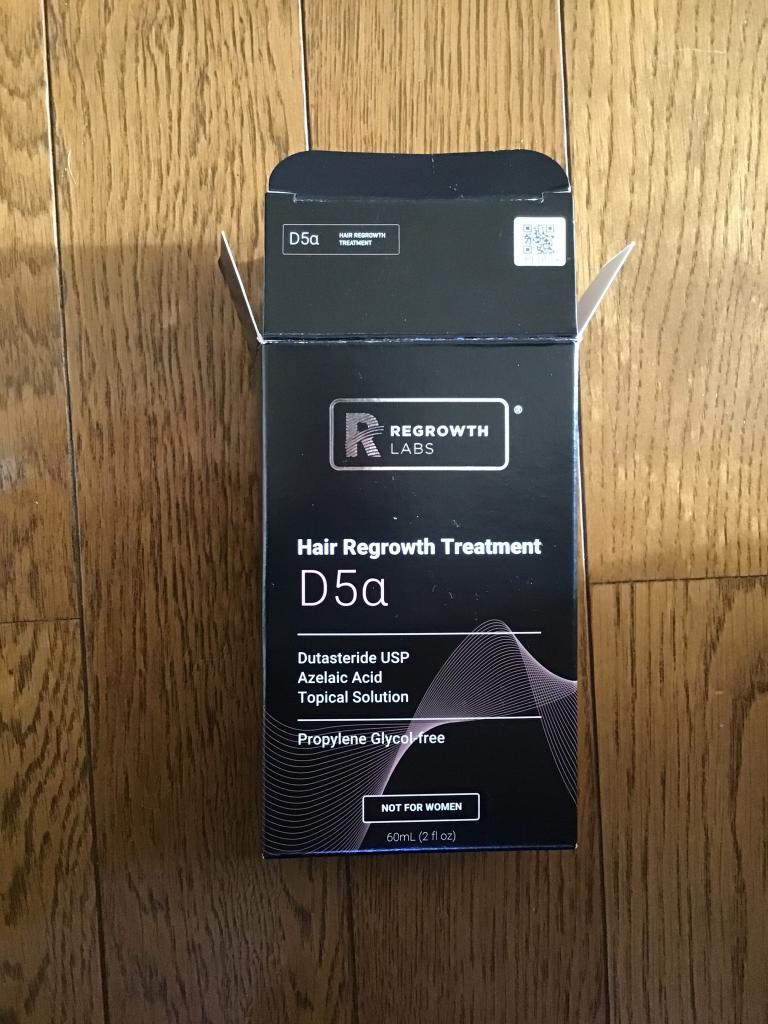 D5α
HAIR REGROWTH
TREATMENT
R REGROWTH ®
LABS
Hair Regrowth Treatment
D5α
Dutasteride USP
Azelaic Acid
Topical Solution
Propylene Glycol-free
NOT FOR WOMEN
60mL (2 fl oz)